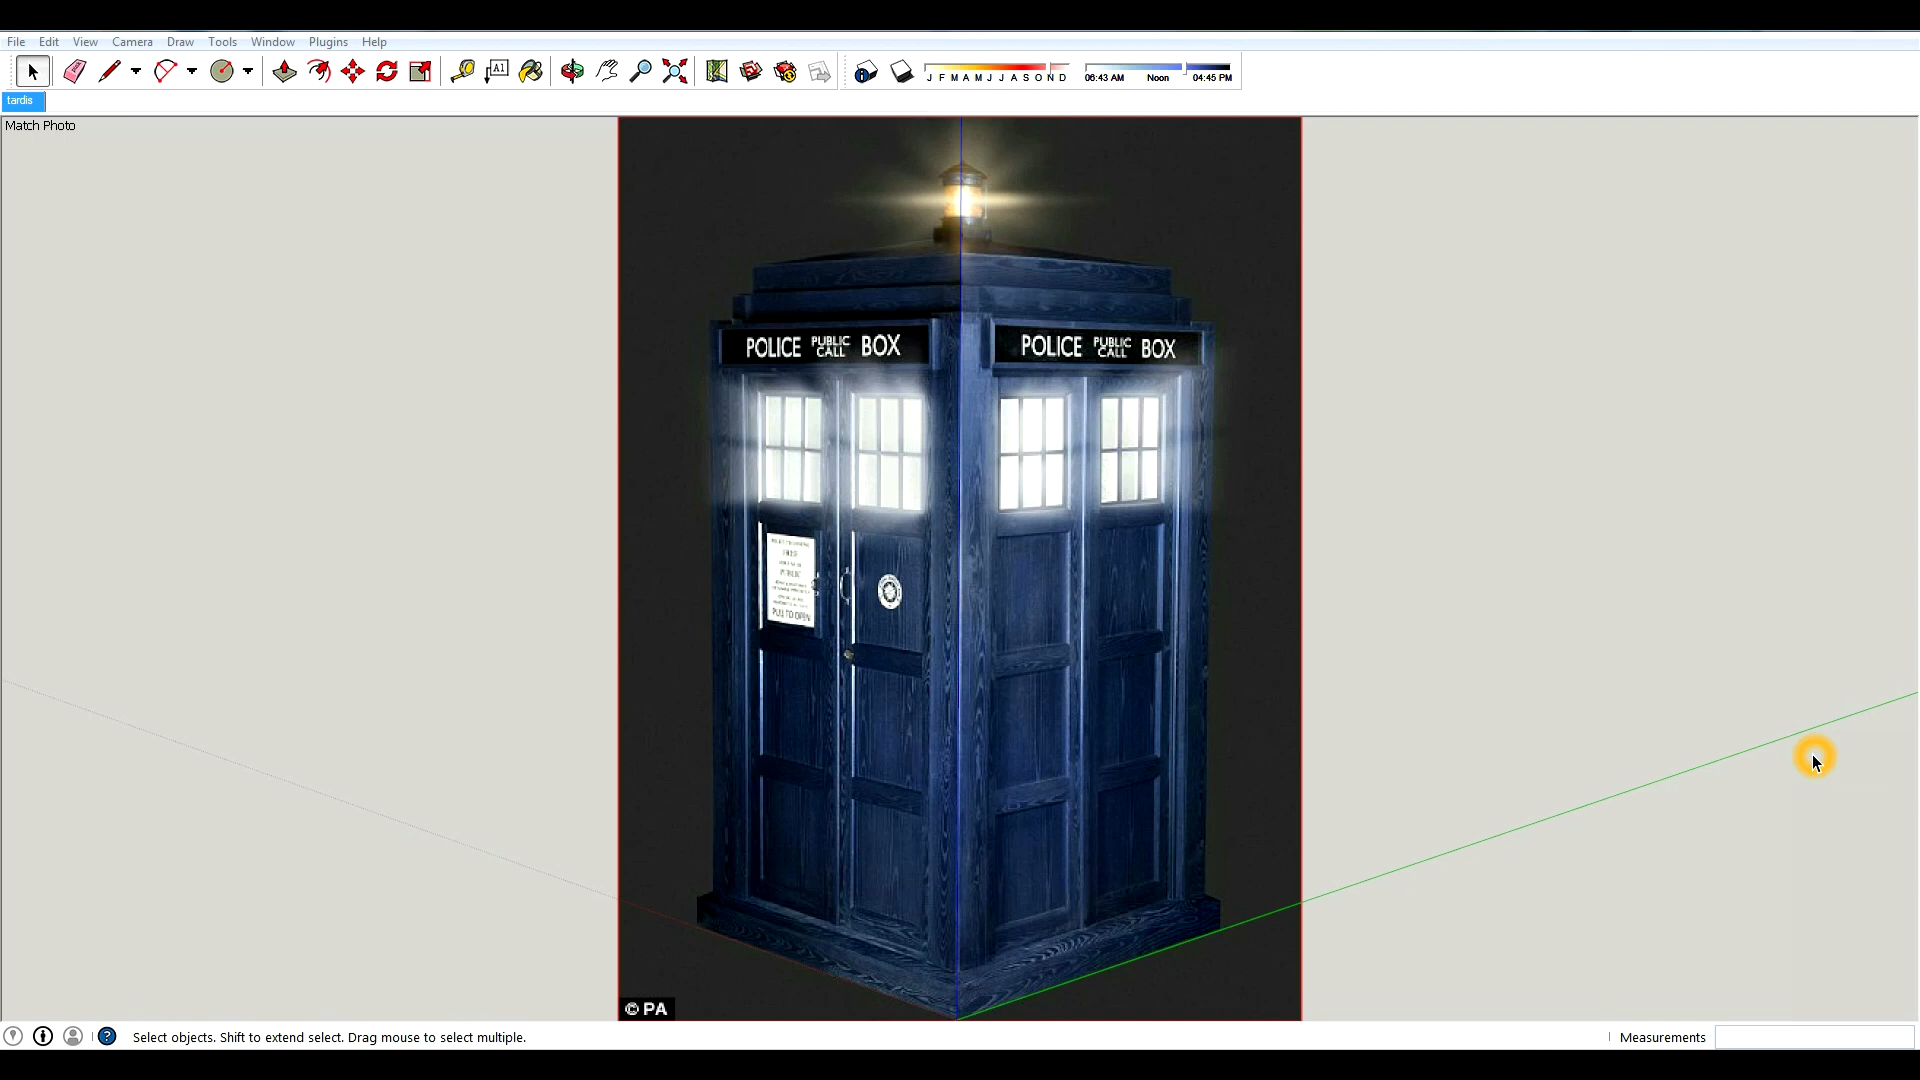 File Edit View Camera Draw Tools Window Plugins Help
A1
J F M A M J J A S O N D
06:43 AM Noon 04:45 PM
tardis
Match Photo
POLICE PUBLIC CALL BOX
POLICE PUBLIC CALL BOX
PUBLIC
PULL TO OPEN
© PA
Select objects. Shift to extend select. Drag mouse to select multiple.
Measurements